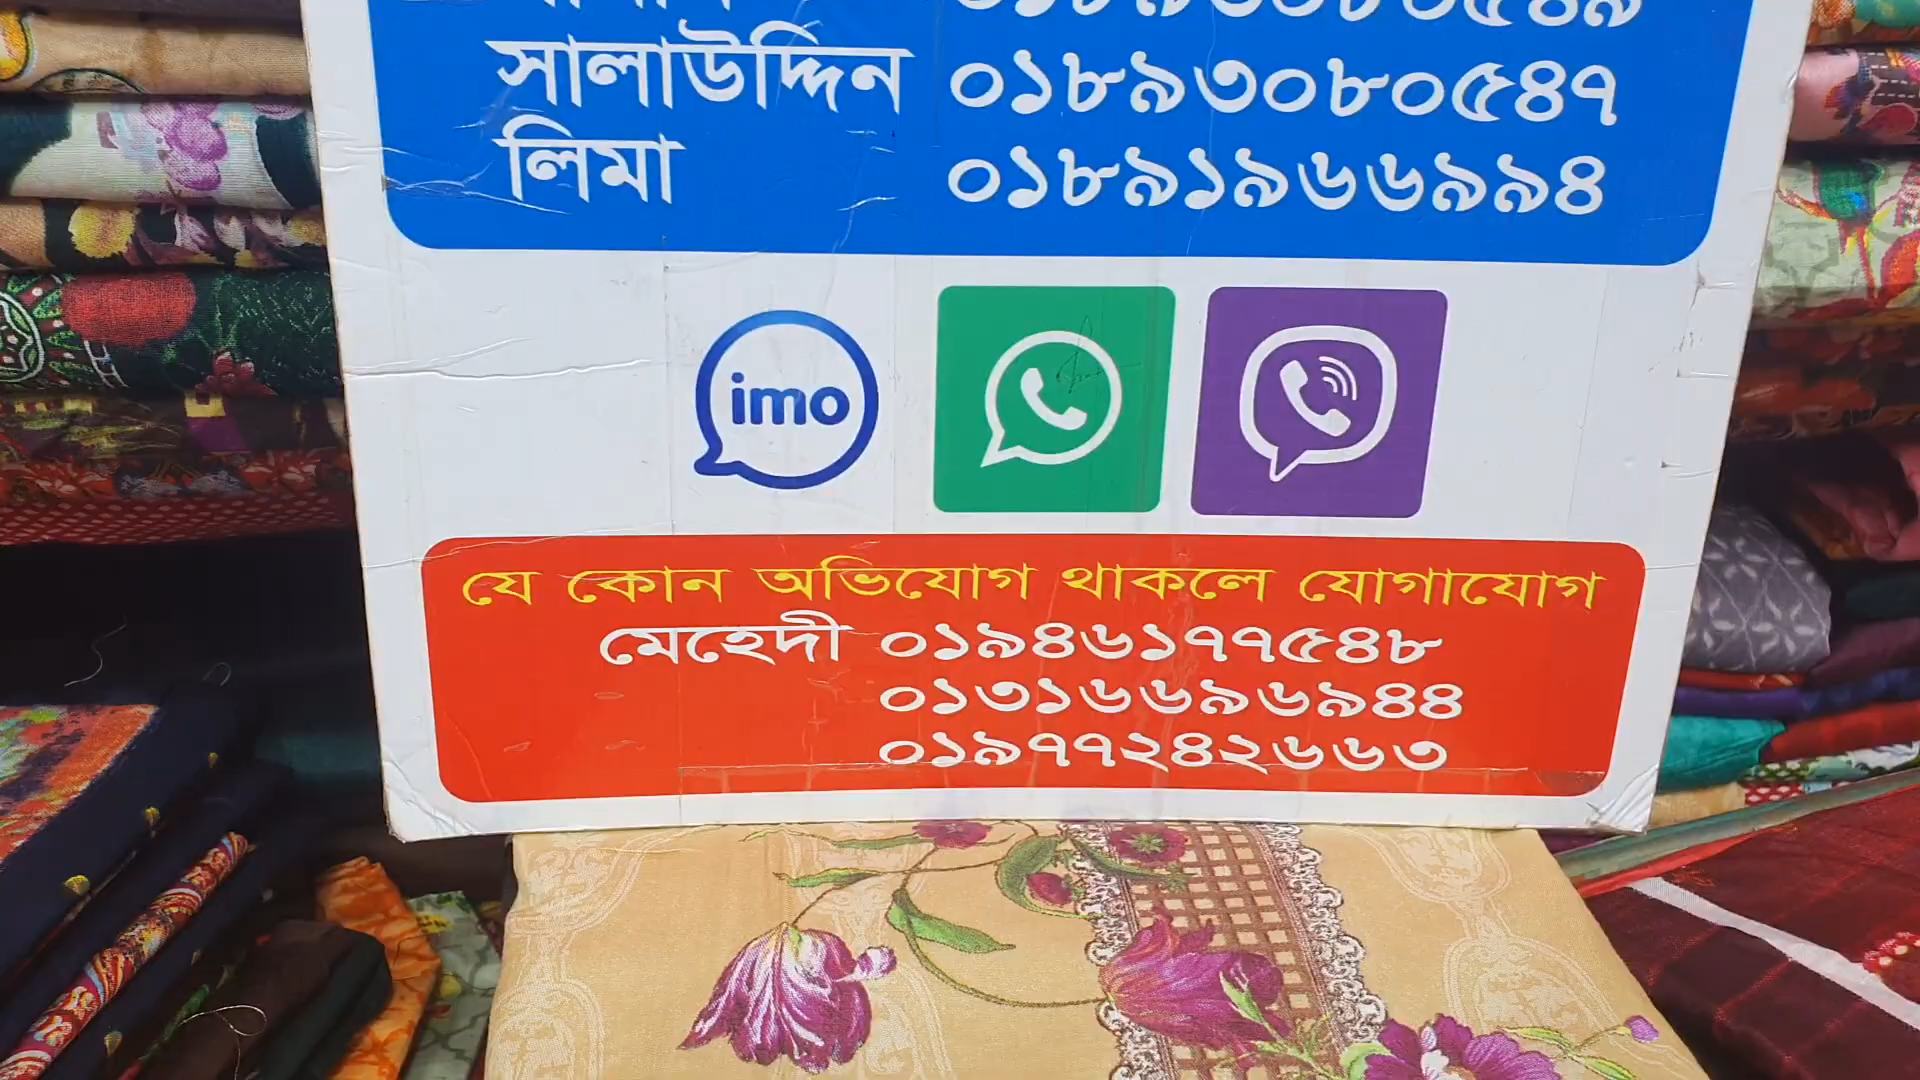 সালাউদ্দিন ০১৮৯৩০৮০৫৪৭
লিমা ০১৮৯১৯৬৬৯৯৪
imo
যে কোন অভিযোগ থাকলে যোগাযোগ
মেহেদী ০১৯৪৬১৭৭৫৪৮
০১৩১৬৬৯৬৯৪৪
০১৯৭৭২৪২৬৬৩